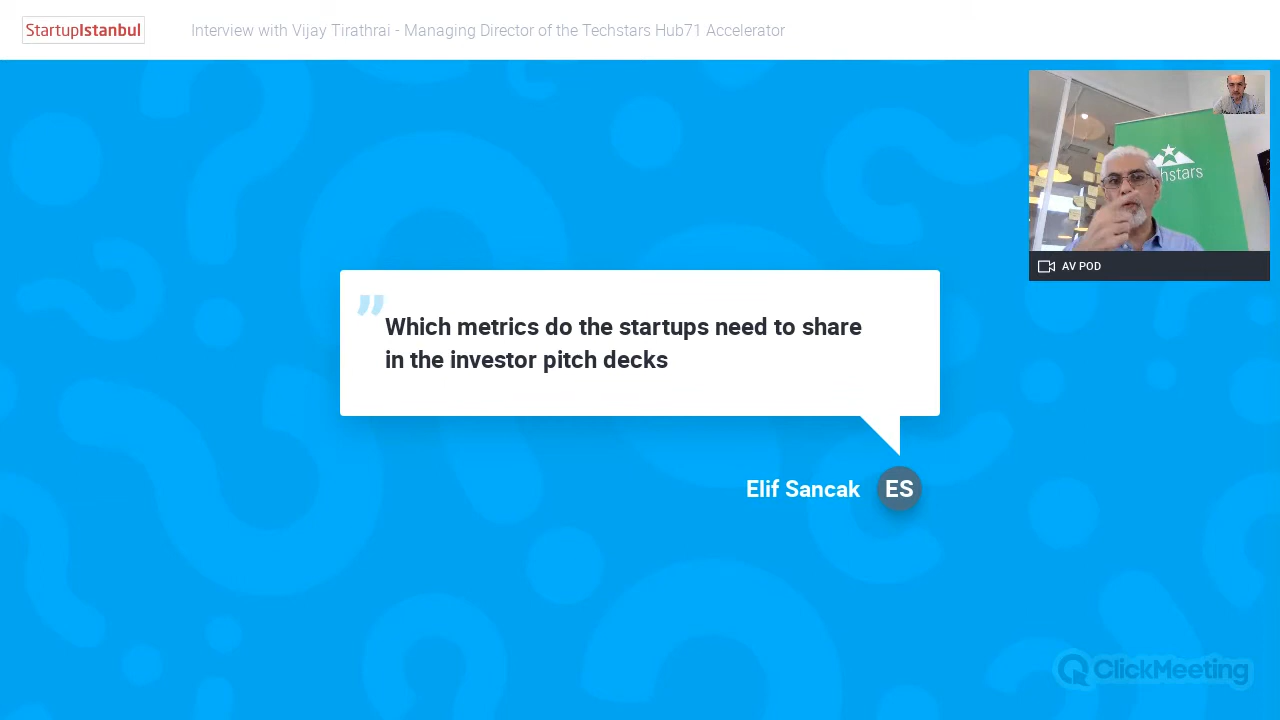 StartupIstanbul
Interview with Vijay Tirathrai - Managing Director of the Techstars Hub71 Accelerator
hstars
AV POD
Which metrics do the startups need to share
in the investor pitch decks
Elif Sancak
ES
ClickMeeting